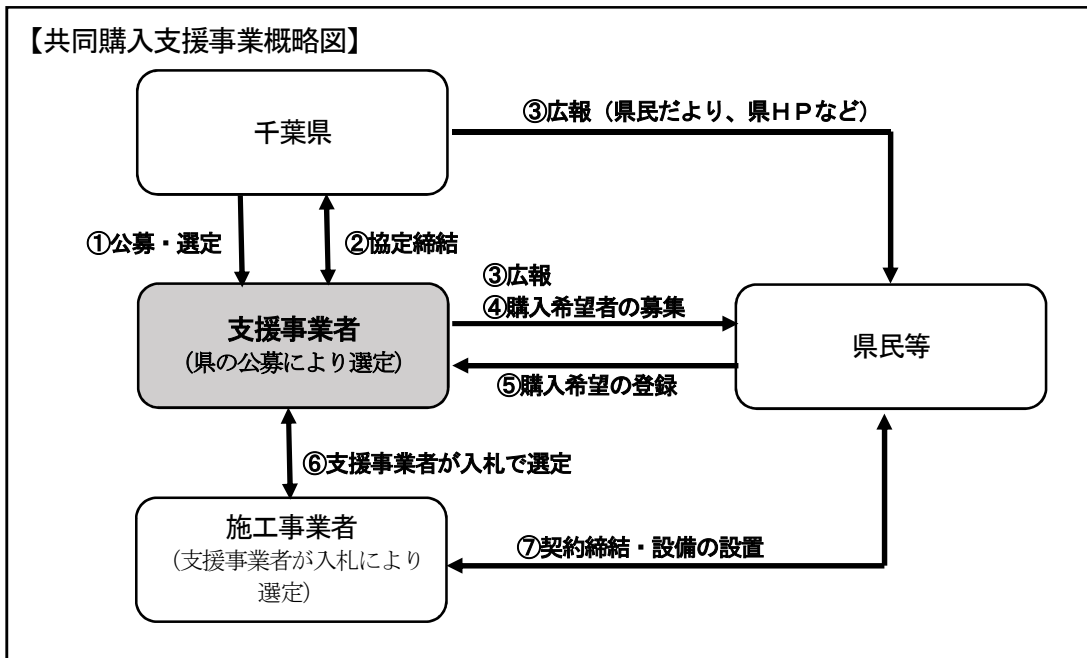 【共同購入支援事業概略図】
千葉県
③広報（県民だより、県ＨＰなど）
①公募・選定
②協定締結
③広報
④購入希望者の募集
支援事業者
（県の公募により選定）
県民等
⑤購入希望の登録
⑥支援事業者が入札で選定
施工事業者
（支援事業者が入札により
選定）
⑦契約締結・設備の設置